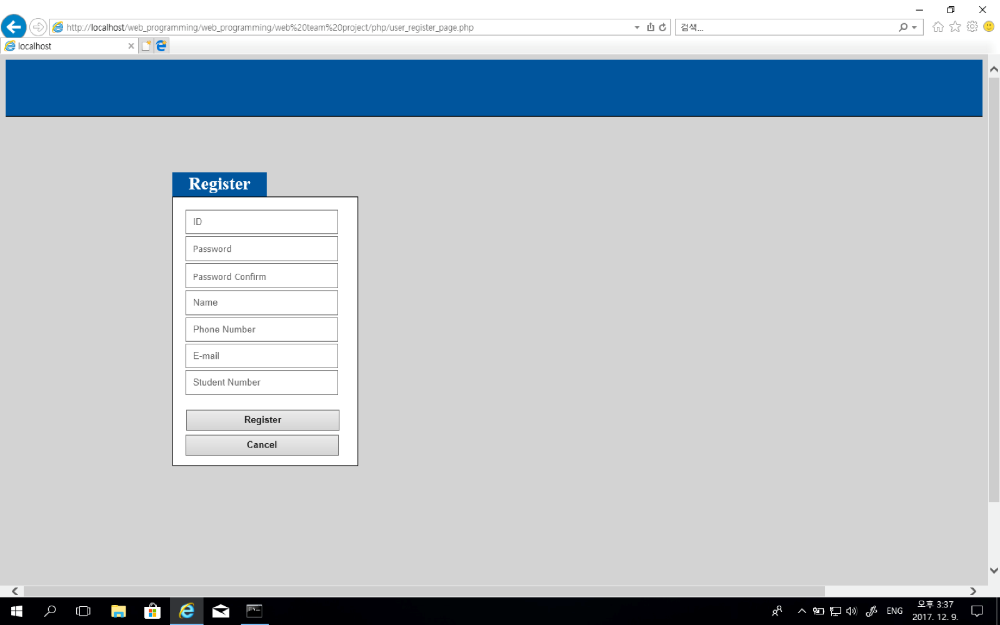 http://localhost/web_programming/web_programming/web%20team%20project/php/user_register_page.php
검색...
localhost
Register
ID
Password
Password Confirm
Name
Phone Number
E-mail
Student Number
Register
Cancel
ENG
오후 3:37
2017. 12. 9.